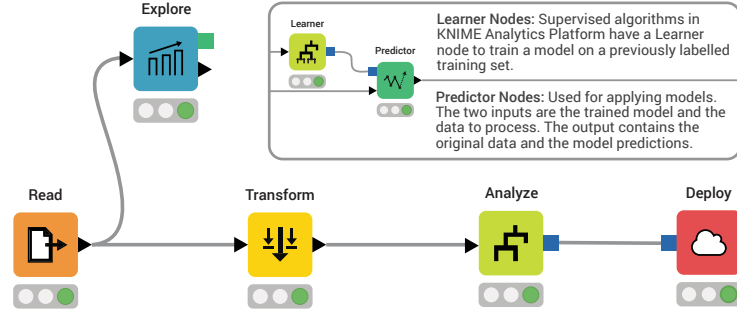 Explore
Learner
Predictor
Learner Nodes: Supervised algorithms in
KNIME Analytics Platform have a Learner
node to train a model on a previously labelled
training set.
Predictor Nodes: Used for applying models.
The two inputs are the trained model and the
data to process. The output contains the
original data and the model predictions.
Read
Transform
Analyze
Deploy